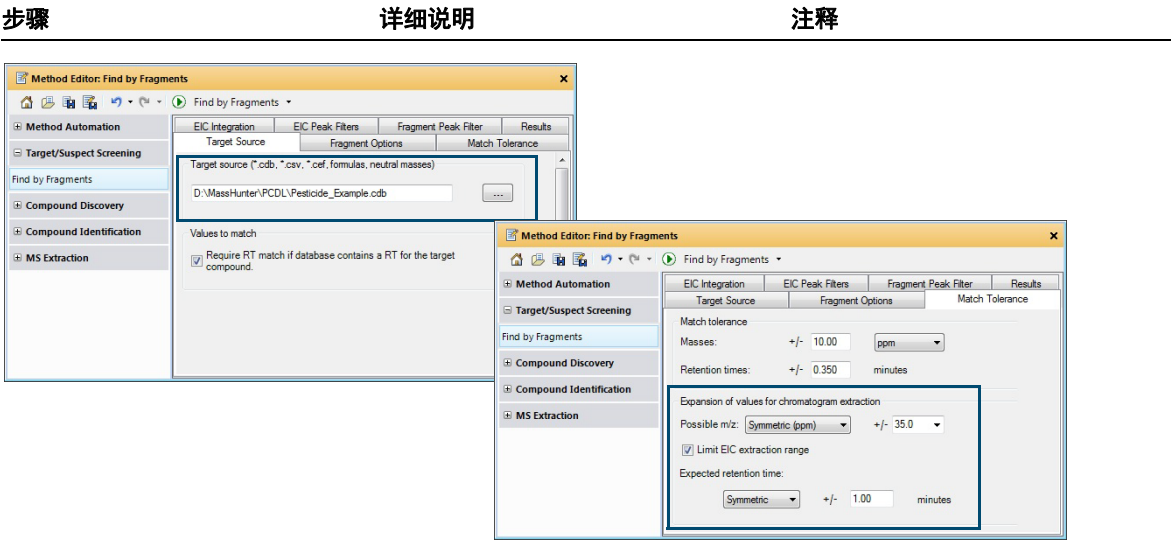 步骤 详细说明 注释
Method Editor: Find by Fragments
Find by Fragments
Method Automation
Target/Suspect Screening
Find by Fragments
Compound Discovery
Compound Identification
MS Extraction
EIC Integration EIC Peak Filters Fragment Peak Filter Results
Target Source Fragment Options Match Tolerance
Target source (*.cdb, *.csv, *.cef, formulas, neutral masses)
D:\MassHunter\PCDL\Pesticide_Example.cdb ...
Values to match
Require RT match if database contains a RT for the target
compound.
Method Editor: Find by Fragments
Find by Fragments
Method Automation
Target/Suspect Screening
Find by Fragments
Compound Discovery
Compound Identification
MS Extraction
EIC Integration EIC Peak Filters Fragment Peak Filter Results
Target Source Fragment Options Match Tolerance
Match tolerance
Masses: +/- 10.00 ppm
Retention times: +/- 0.350 minutes
Expansion of values for chromatogram extraction
Possible m/z: Symmetric (ppm) +/- 35.0
Limit EIC extraction range
Expected retention time:
Symmetric +/- 1.00 minutes